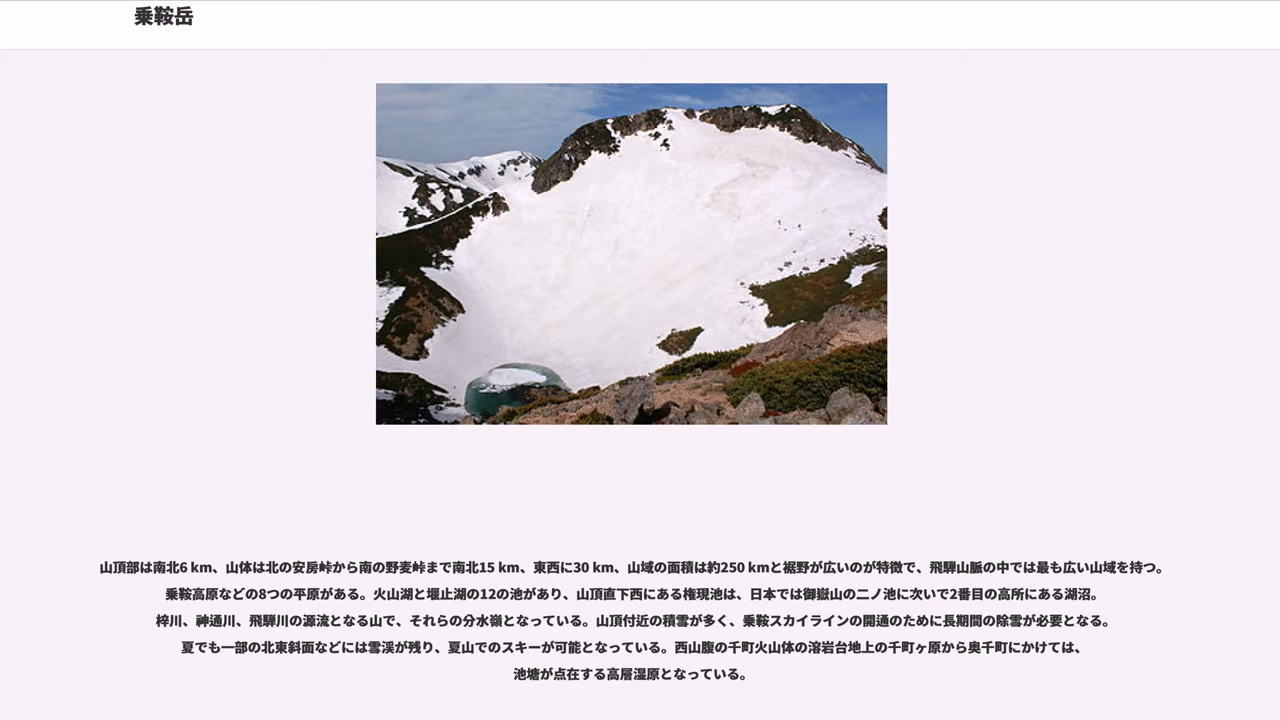 乗鞍岳
山頂部は南北6 km、山体は北の安房峠から南の野麦峠まで南北15 km、東西に30 km、山域の面積は約250 kmと裾野が広いのが特徴で、飛騨山脈の中では最も広い山域を持つ。
乗鞍高原などの8つの平原がある。火山湖と堰止湖の12の池があり、山頂直下西にある権現池は、日本では御嶽山の二ノ池に次いで2番目の高所にある湖沼。
梓川、神通川、飛騨川の源流となる山で、それらの分水嶺となっている。山頂付近の積雪が多く、乗鞍スカイラインの開通のために長期間の除雪が必要となる。
夏でも一部の北東斜面などには雪渓が残り、夏山でのスキーが可能となっている。西山腹の千町火山体の溶岩台地上の千町ヶ原から奥千町にかけては、
池塘が点在する高層湿原となっている。